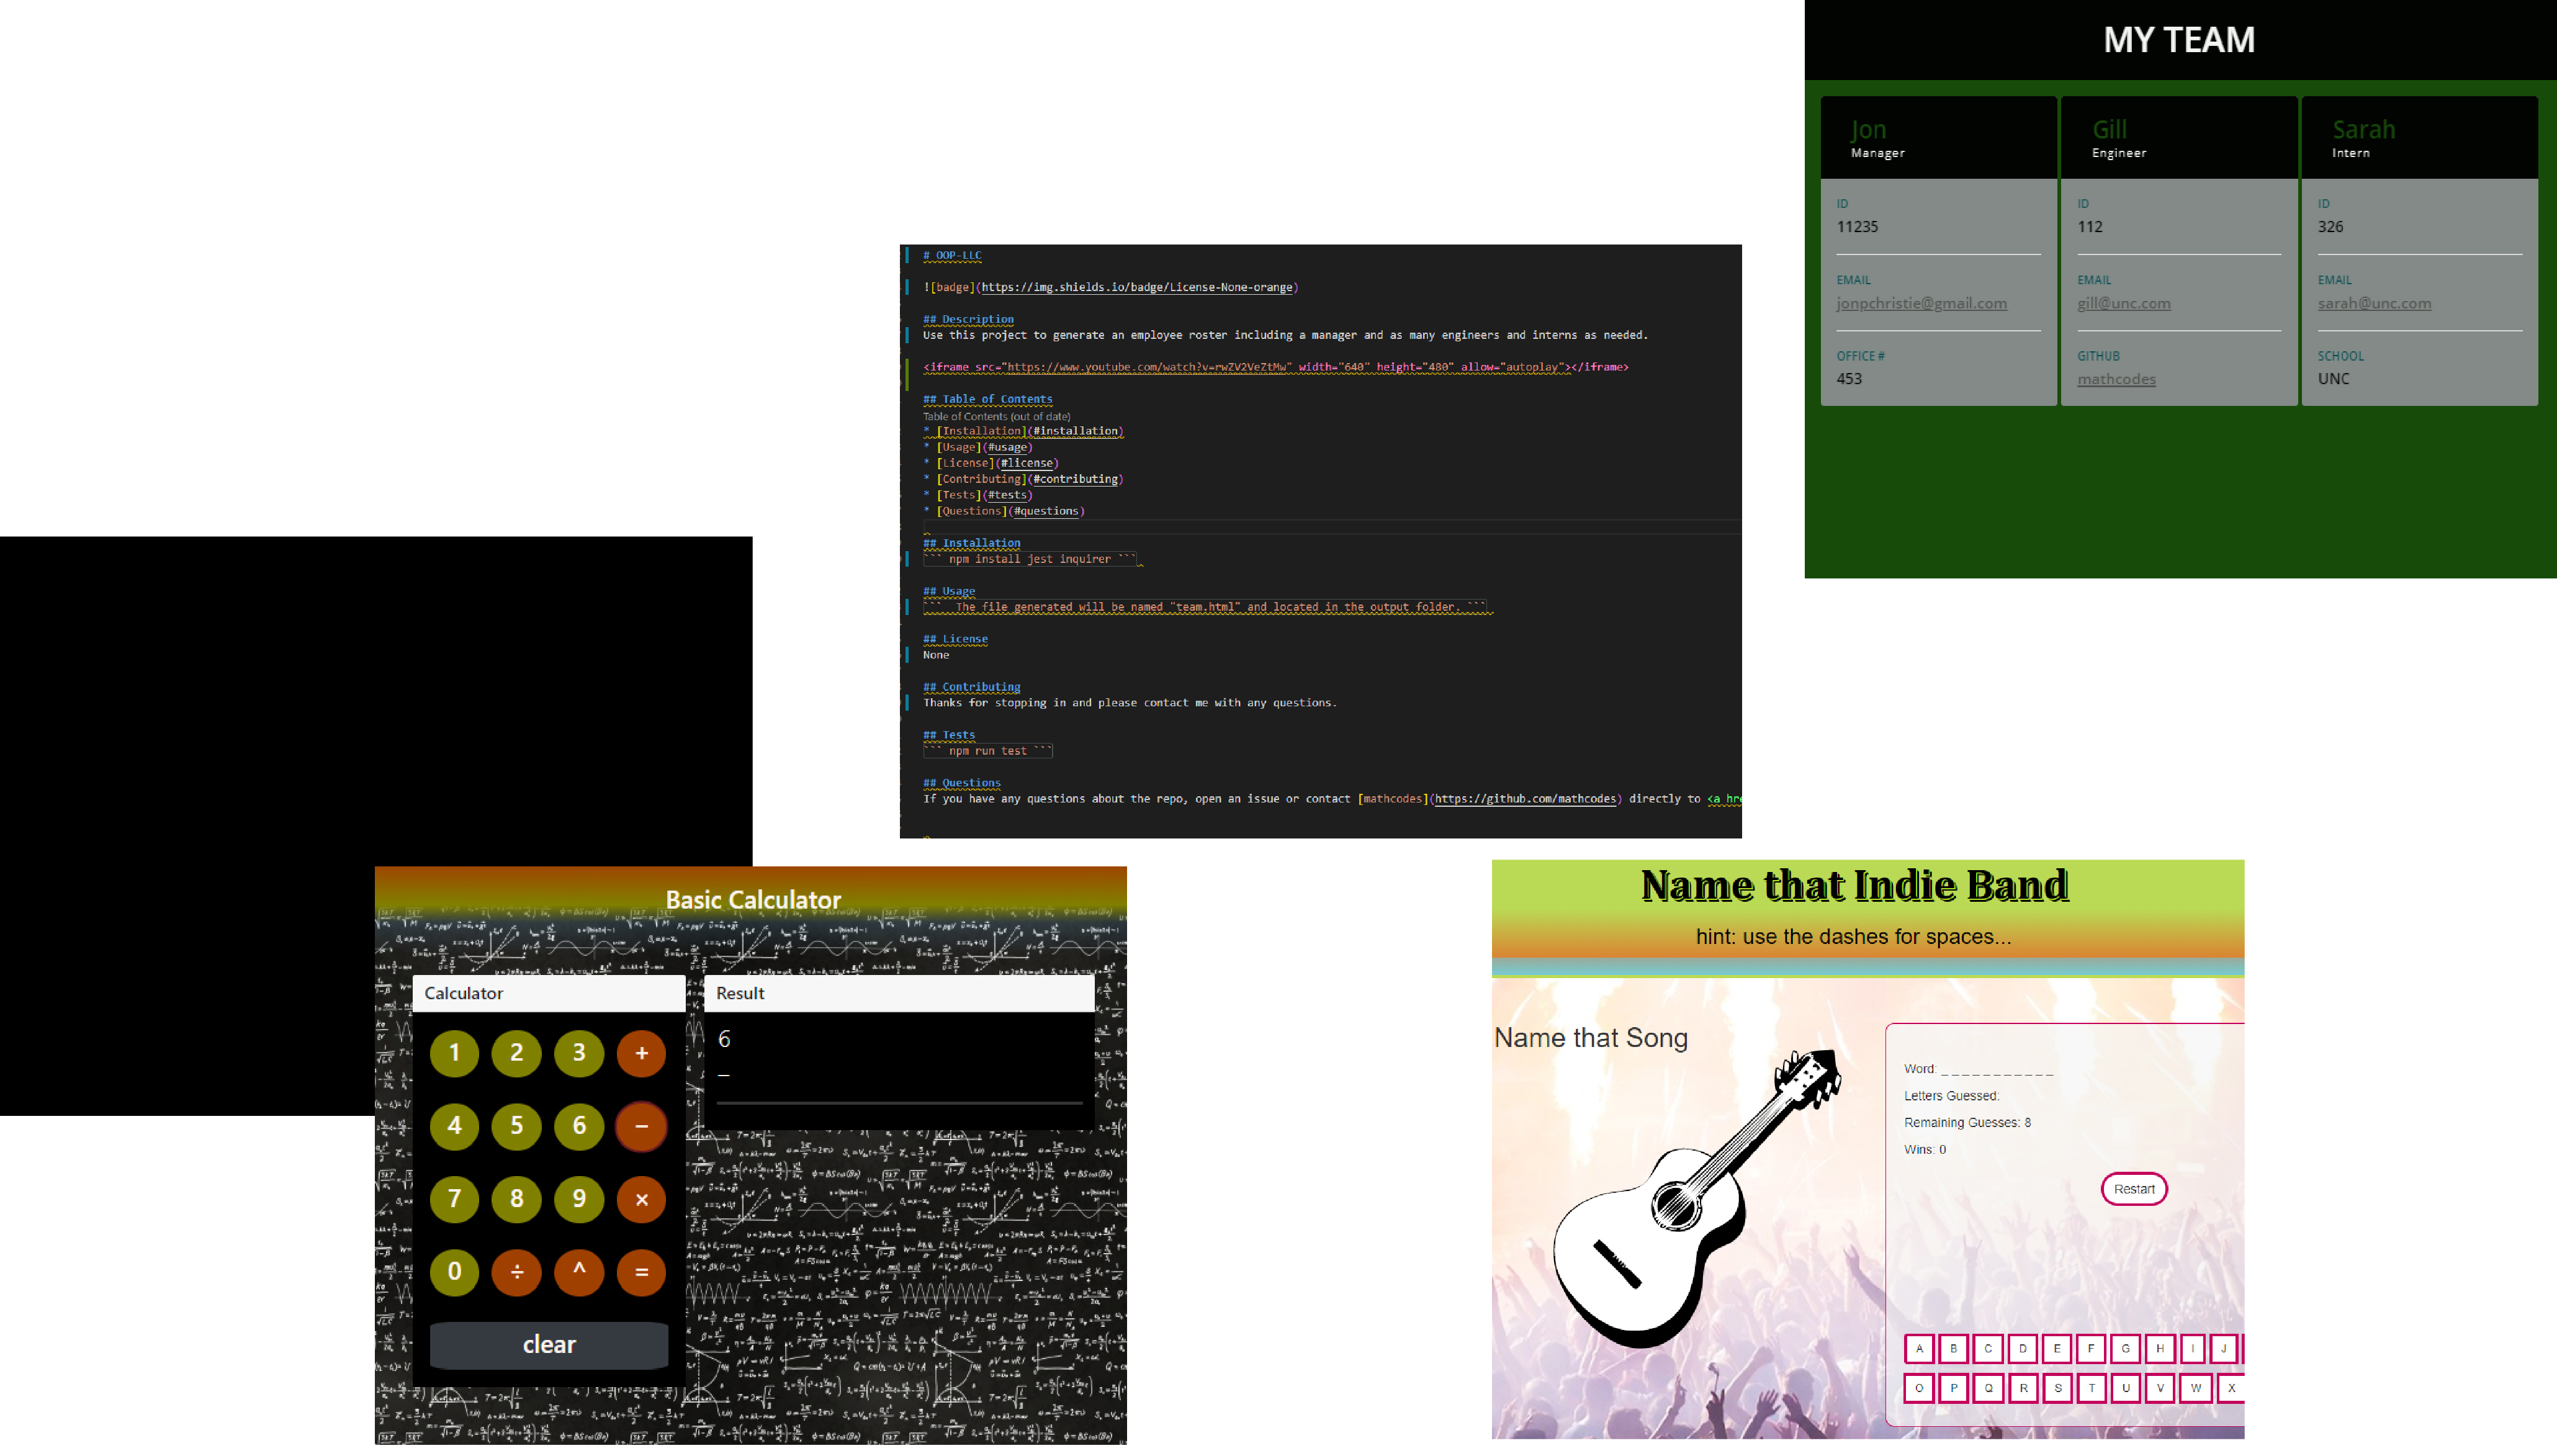 MY TEAM
Jon
Manager
ID
11235
EMAIL
jonpchristie@gmail.com
OFFICE #
453
Gill
Engineer
ID
112
EMAIL
gill@unc.com
GITHUB
mathcodes
Sarah
Intern
ID
326
EMAIL
sarah@unc.com
SCHOOL
UNC
# OOP-LLC
![badge](https://img.shields.io/badge/License-None-orange)
## Description
Use this project to generate an employee roster including a manager and as many engineers and interns as needed.
<iframe src="https://www.youtube.com/watch?v=rwZV2VeZtMw" width="640" height="480" allow="autoplay"></iframe>
## Table of Contents
Table of Contents (out of date)
* [Installation](#installation)
* [Usage](#usage)
* [License](#license)
* [Contributing](#contributing)
* [Tests](#tests)
* [Questions](#questions)
## Installation
``` npm install jest inquirer ```
## Usage
```  The file generated will be named "team.html" and located in the output folder. ```
## License
None
## Contributing
Thanks for stopping in and please contact me with any questions.
## Tests
``` npm run test ```
## Questions
If you have any questions about the repo, open an issue or contact [mathcodes](https://github.com/mathcodes) directly to <a hre
Basic Calculator
Calculator
1 2 3 +
4 5 6 −
7 8 9 ×
0 ÷ ^ =
clear
Result
6
−
Name that Indie Band
hint: use the dashes for spaces...
Name that Song
Word: _ _ _ _ _ _ _ _ _ _ _
Letters Guessed:
Remaining Guesses: 8
Wins: 0
Restart
A B C D E F G H I J
O P Q R S T U V W X